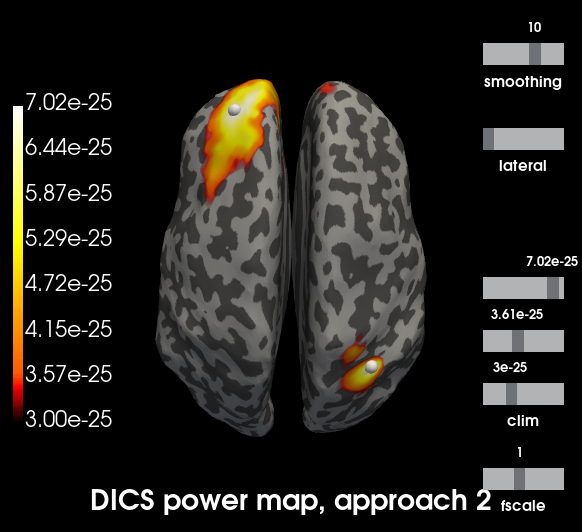 7.02e-25
6.44e-25
5.87e-25
5.29e-25
4.72e-25
4.15e-25
3.57e-25
3.00e-25
10
smoothing
lateral
7.02e-25
3.61e-25
3e-25
clim
1
fscale
DICS power map, approach 2